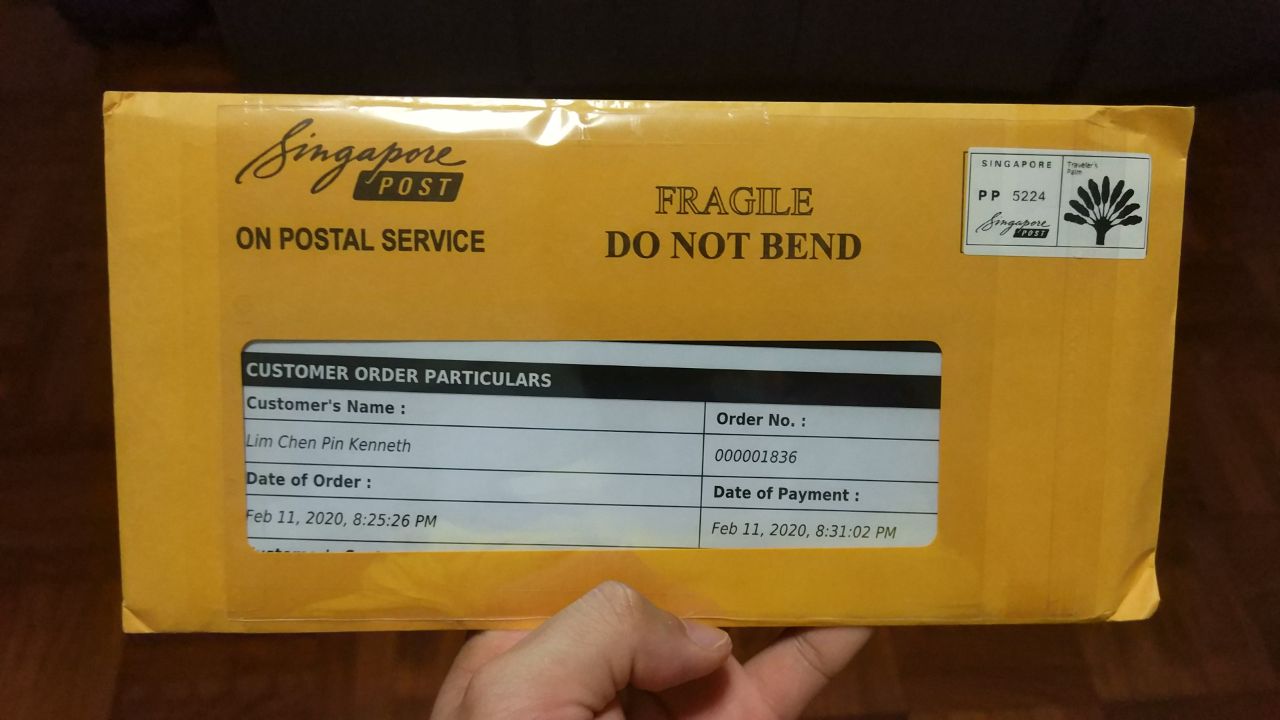 Singapore
POST
ON POSTAL SERVICE
FRAGILE
DO NOT BEND
SINGAPORE
PP 5224
Singapore
POST
Traveler's
Palm
CUSTOMER ORDER PARTICULARS
Customer's Name :
Lim Chen Pin Kenneth
Order No. :
000001836
Date of Order :
Feb 11, 2020, 8:25:26 PM
Date of Payment :
Feb 11, 2020, 8:31:02 PM